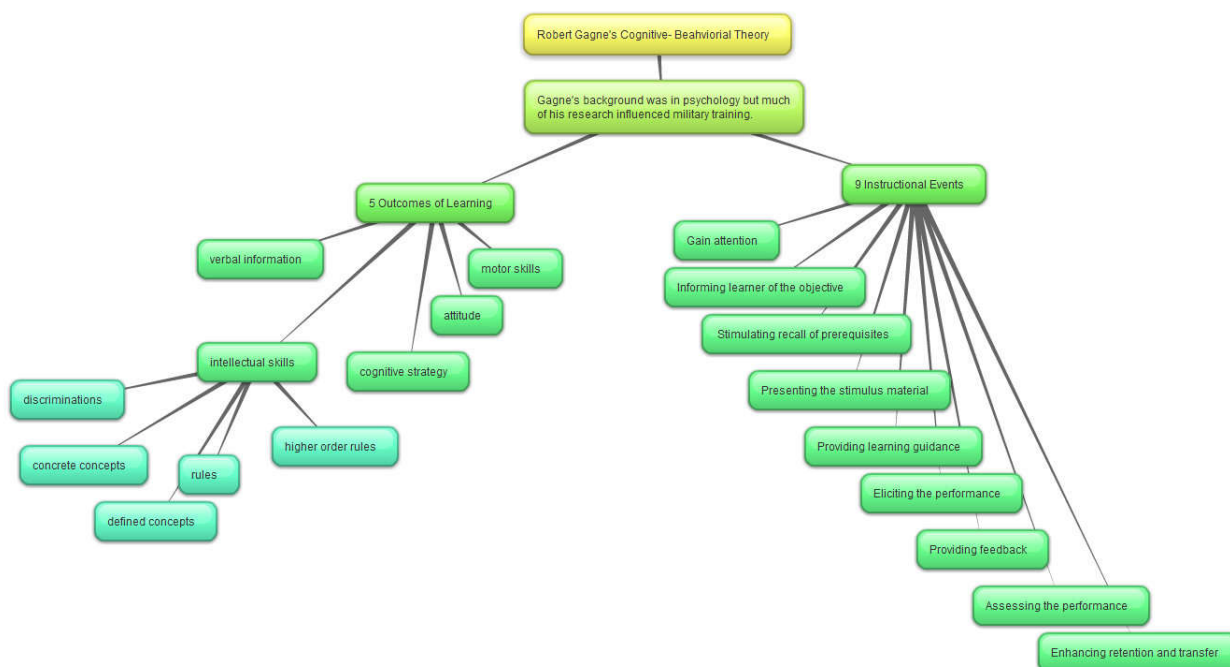 Robert Gagne's Cognitive- Beahviorial Theory
Gagne's background was in psychology but much
of his research influenced military training.
5 Outcomes of Learning
verbal information
motor skills
attitude
cognitive strategy
intellectual skills
discriminations
concrete concepts
defined concepts
rules
higher order rules
9 Instructional Events
Gain attention
Informing learner of the objective
Stimulating recall of prerequisites
Presenting the stimulus material
Providing learning guidance
Eliciting the performance
Providing feedback
Assessing the performance
Enhancing retention and transfer